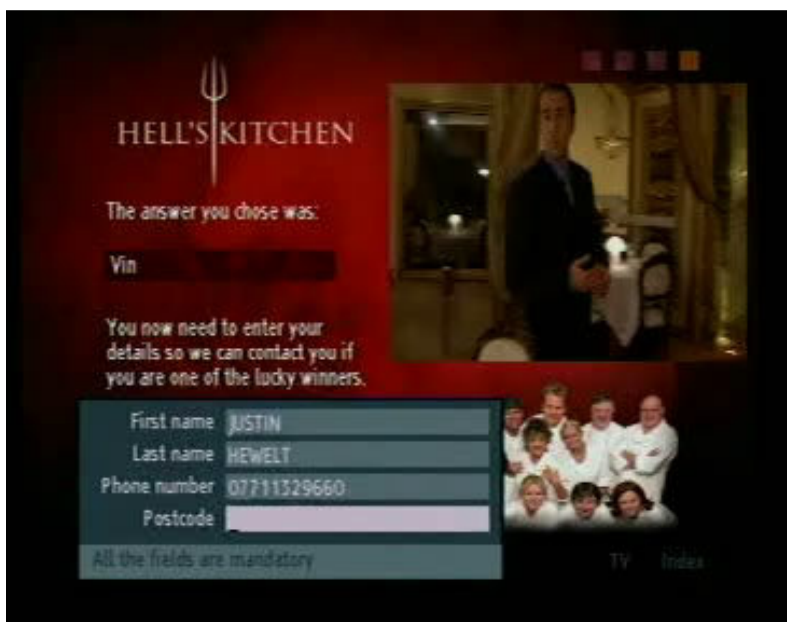 HELL'S KITCHEN
The answer you chose was:
Vin
You now need to enter your
details so we can contact you if
you are one of the lucky winners.
First name JUSTIN
Last name HEWELT
Phone number 07711329660
Postcode
All the fields are mandatory
TV Index